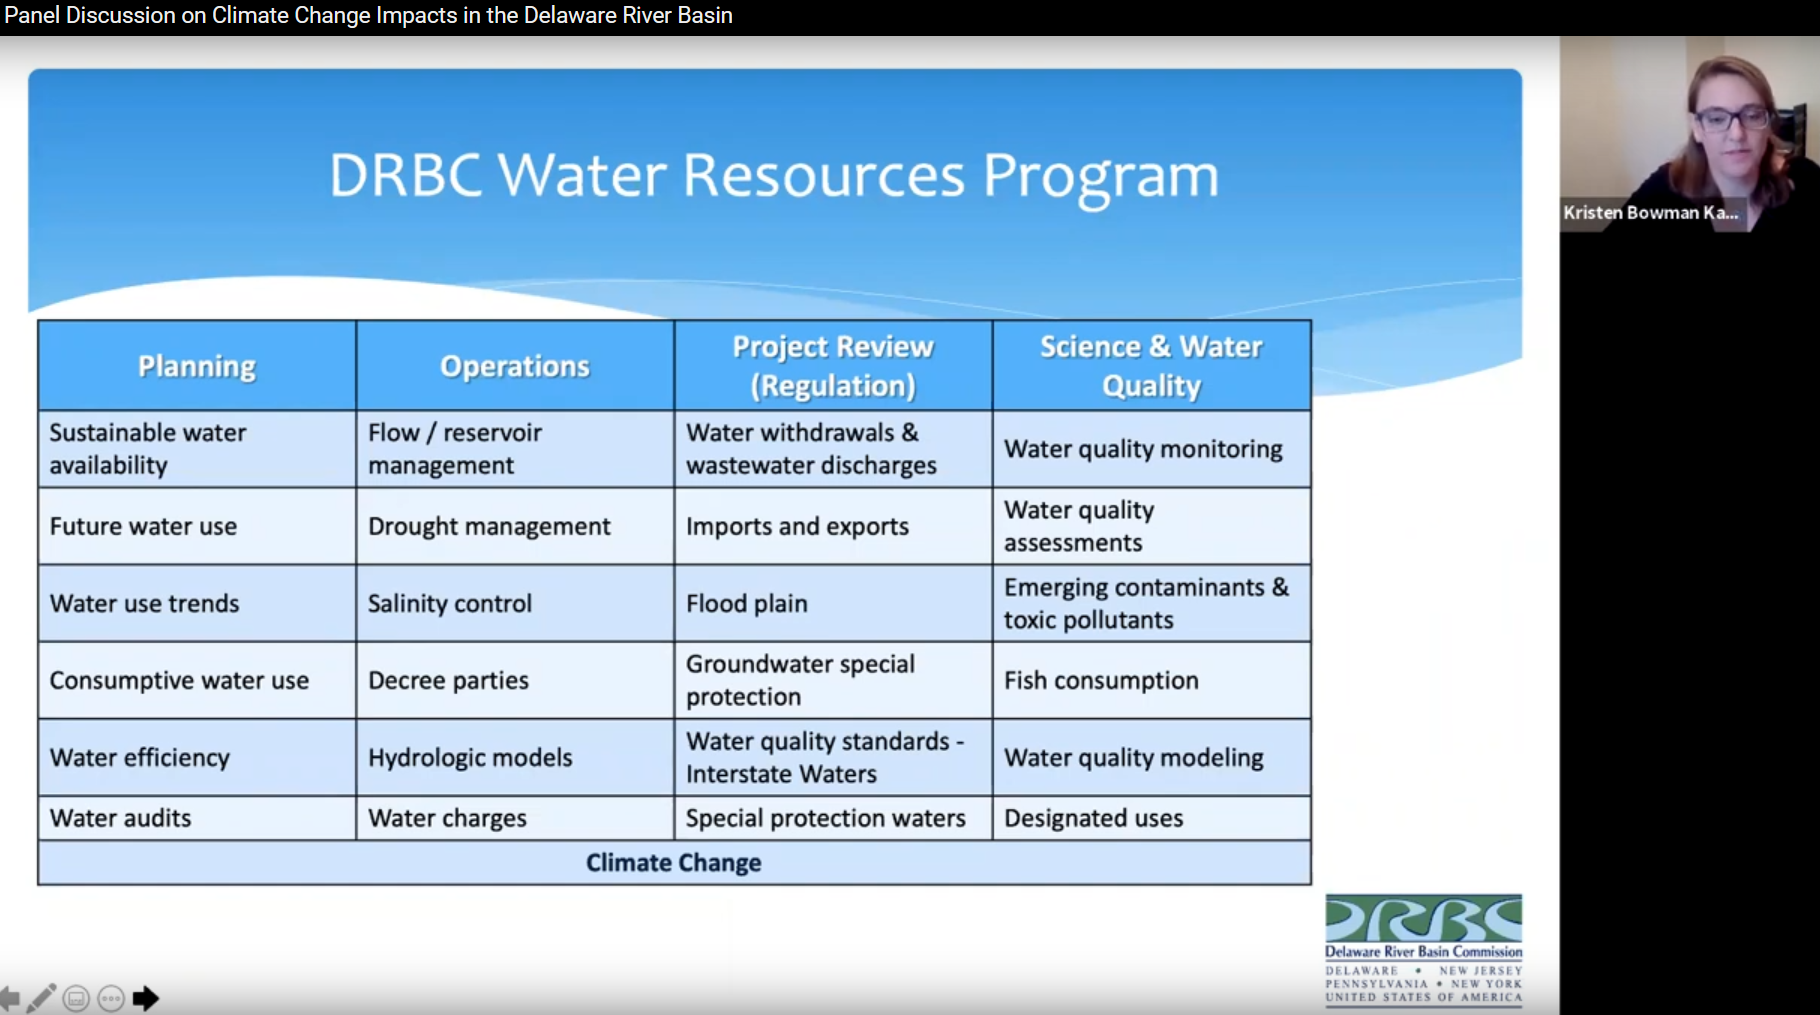 Panel Discussion on Climate Change Impacts in the Delaware River Basin
DRBC Water Resources Program
Kristen Bowman Ka...
Planning
Operations
Project Review
(Regulation)
Science & Water
Quality
Sustainable water
availability
Flow / reservoir
management
Water withdrawals &
wastewater discharges
Water quality monitoring
Future water use
Drought management
Imports and exports
Water quality
assessments
Water use trends
Salinity control
Flood plain
Emerging contaminants &
toxic pollutants
Consumptive water use
Decree parties
Groundwater special
protection
Fish consumption
Water efficiency
Hydrologic models
Water quality standards -
Interstate Waters
Water quality modeling
Water audits
Water charges
Special protection waters
Designated uses
Climate Change
DRBC
Delaware River Basin Commission
DELAWARE • NEW JERSEY
PENNSYLVANIA • NEW YORK
UNITED STATES OF AMERICA